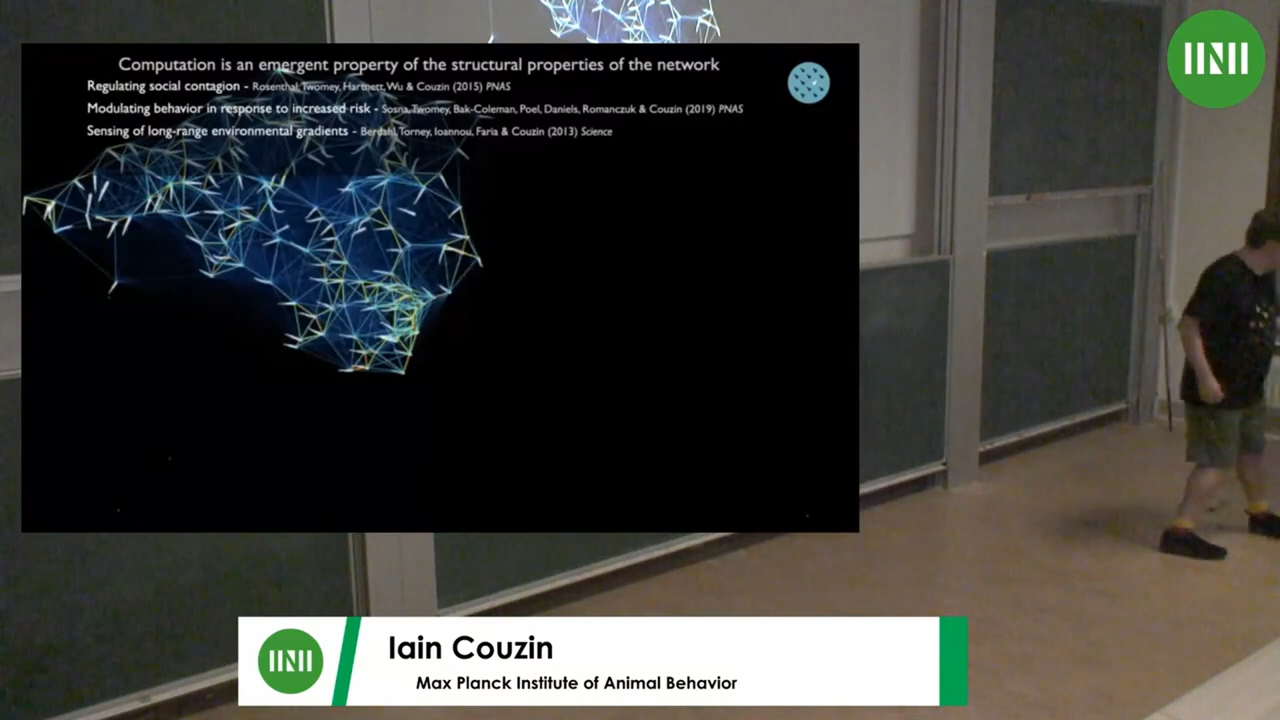 Computation is an emergent property of the structural properties of the network
Regulating social contagion - Rosenthal, Twomey, Hartnett, Wu & Couzin (2015) PNAS
Modulating behavior in response to increased risk - Sosna, Twomey, Bak-Coleman, Poel, Daniels, Romanczuk & Couzin (2019) PNAS
Sensing of long-range environmental gradients - Berdahl, Torney, Ioannou, Faria & Couzin (2013) Science
Iain Couzin
Max Planck Institute of Animal Behavior